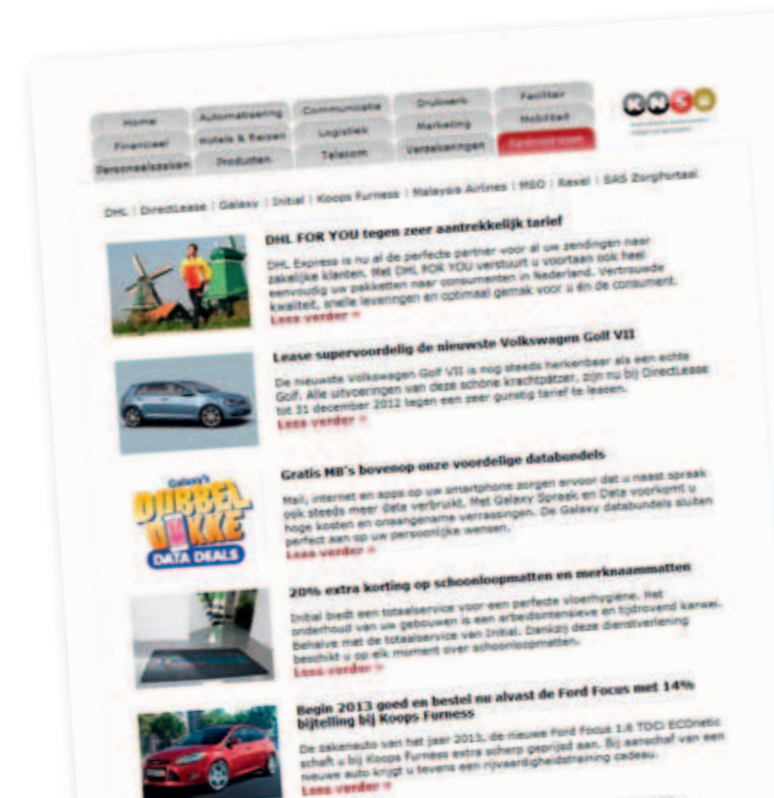 Home Automatisering Communicatie Drukwerk Facilitair
Financieel Hotels & Reizen Logistiek Marketing Mobiliteit
Personeelszaken Producten Telecom Verzekeringen
KNSU
DHL | DirectLease | Galaxy | Initial | Koops Furness | Malaysia Airlines | MSO | Revel | SAS Zorgportaal
DHL FOR YOU tegen zeer aantrekkelijk tarief
DHL Express is nu al de perfecte partner voor al uw zendingen naar
zakelijke klanten. Met DHL FOR YOU verstuurt u voortaan ook heel
eenvoudig uw pakketten naar consumenten in Nederland. Vertrouwde
kwaliteit, snelle leveringen en optimaal gemak voor u én de consument.
Lees verder »
Lease supervoordelig de nieuwste Volkswagen Golf VII
De nieuwste Volkswagen Golf VII is nog steeds herkenbaar als een echte
Golf. Alle uitvoeringen van deze schone krachtpatzer, zijn nu bij DirectLease
tot 31 december 2012 tegen een zeer gunstig tarief te leasen.
Lees verder »
Galaxy's
DUBBEL
DIKKE
DATA DEALS
Gratis MB's bovenop onze voordelige databundels
Mail, internet en apps op uw smartphone zorgen ervoor dat u naast spraak
ook steeds meer data verbruikt. Met Galaxy Spraak en Data voorkomt u
hoge kosten en onaangename verrassingen. De Galaxy databundels sluiten
perfect aan op uw persoonlijke wensen.
Lees verder »
20% extra korting op schoonloopmatten en merknaammatten
Initial biedt een totaalservice voor een perfecte vloerhygiëne. Het
onderhoud van uw gebouwen is een arbeidsintensieve en tijdrovend karwei.
Behalve met de totaalservice van Initial. Dankzij deze dienstverlening
beschikt u op elk moment over schoonloopmatten.
Lees verder »
Begin 2013 goed en bestel nu alvast de Ford Focus met 14%
bijtelling bij Koops Furness
De zakenauto van het jaar 2013, de nieuwe Ford Focus 1.6 TDCi ECOnetic
schaft u bij Koops Furness extra scherp geprijsd aan. Bij aanschaf van een
nieuwe auto krijgt u tevens een rijvaardigheidstraining cadeau.
Lees verder »